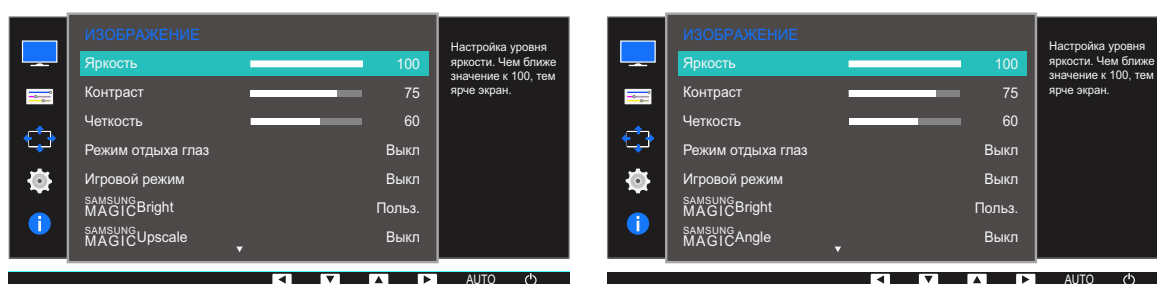 ИЗОБРАЖЕНИЕ
Яркость 100
Контраст 75
Четкость 60
Режим отдыха глаз Выкл
Игровой режим Выкл
SAMSUNG
MAGICBright Польз.
SAMSUNG
MAGICUpscale Выкл
Настройка уровня
яркости. Чем ближе
значение к 100, тем
ярче экран.
AUTO
ИЗОБРАЖЕНИЕ
Яркость 100
Контраст 75
Четкость 60
Режим отдыха глаз Выкл
Игровой режим Выкл
SAMSUNG
MAGICBright Польз.
SAMSUNG
MAGICAngle Выкл
Настройка уровня
яркости. Чем ближе
значение к 100, тем
ярче экран.
AUTO